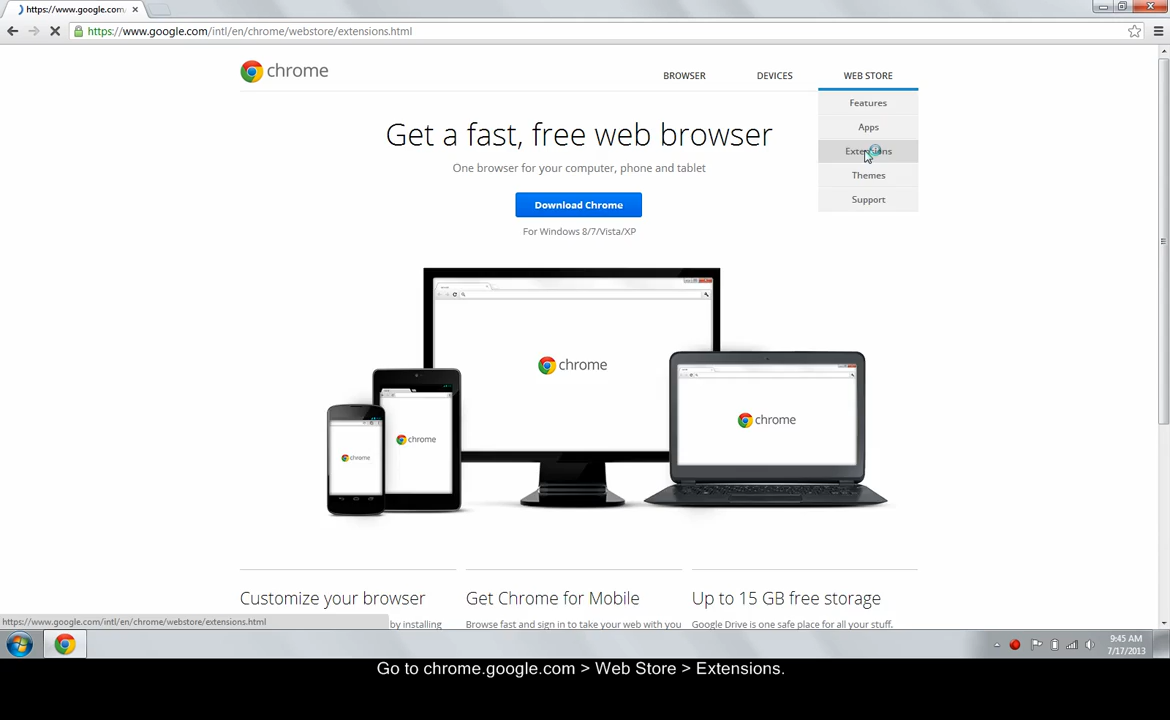 https://www.google.com
https://www.google.com/intl/en/chrome/webstore/extensions.html
chrome
BROWSER
DEVICES
WEB STORE
Features
Apps
Extensions
Themes
Support
Get a fast, free web browser
One browser for your computer, phone and tablet
Download Chrome
For Windows 8/7/Vista/XP
chrome
chrome
chrome
chrome
Customize your browser
Get Chrome for Mobile
Up to 15 GB free storage
by installing
Browse fast and sign in to take your web with you
Google Drive is one safe place for all your stuff.
https://www.google.com/intl/en/chrome/webstore/extensions.html
9:45 AM
7/17/2013
Go to chrome.google.com > Web Store > Extensions.